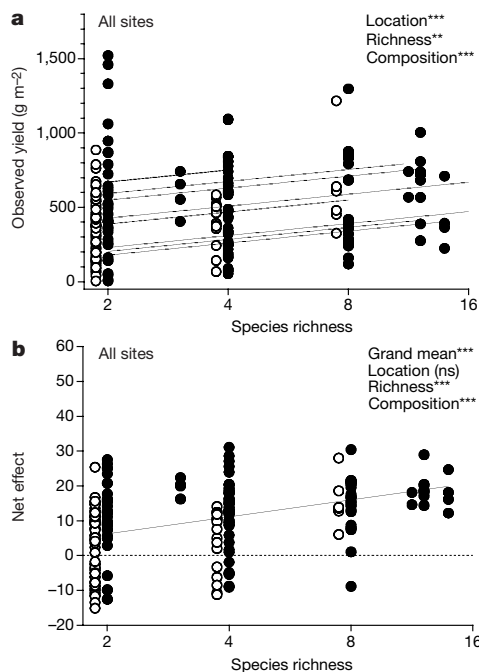 a
All sites
Location***
Richness**
Composition***
Observed yield (g m–2)
1,500
1,000
500
0
2
4
8
16
Species richness
b
All sites
Grand mean***
Location (ns)
Richness***
Composition***
Net effect
60
50
40
30
20
10
0
−10
−20
2
4
8
16
Species richness